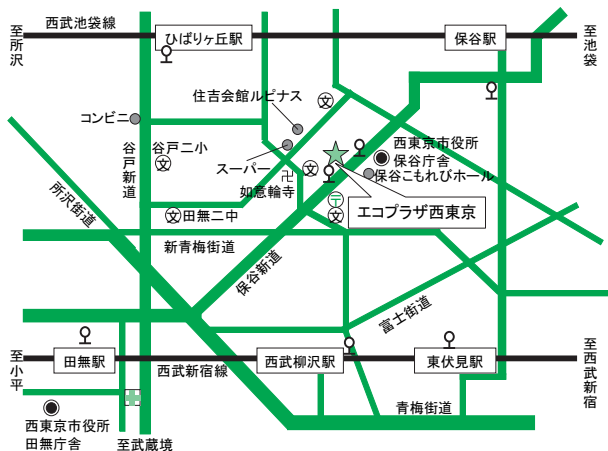 西武池袋線
至所沢
ひばりヶ丘駅
保谷駅
至池袋
住吉会館ルピナス
文
コンビニ
谷戸新道
谷戸二小
文
スーパー
文
西東京市役所
保谷庁舎
保谷こもれびホール
卍
如意輪寺
〒
文
所沢街道
文田無二中
エコプラザ西東京
新青梅街道
保谷新道
富士街道
至小平
田無駅
西武新宿線
西武柳沢駅
東伏見駅
至西武新宿
青梅街道
西東京市役所
田無庁舎
至武蔵境